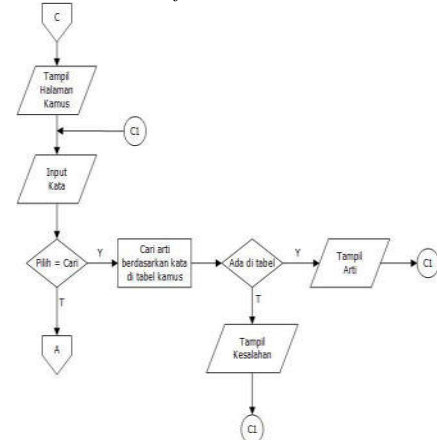 C
Tampil
Halaman
Kamus
C1
Input
Kata
Pilih = Cari
Y
Cari arti
berdasarkan kata
di tabel kamus
Ada di tabel
Y
Tampil
Arti
C1
T
T
A
Tampil
Kesalahan
C1